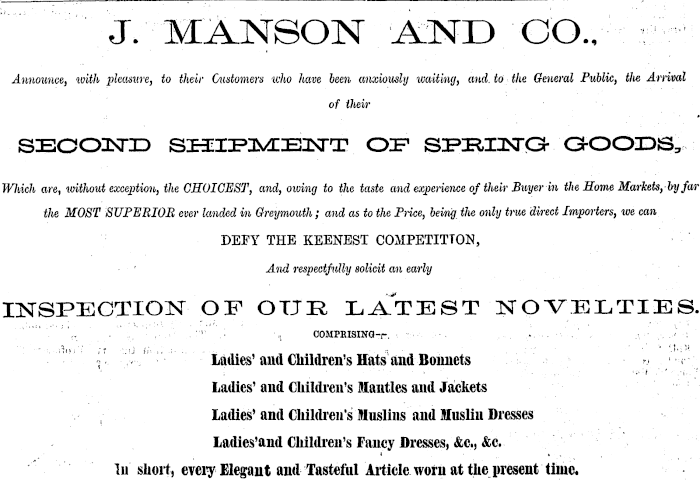 J. MANSON AND CO.,
Announce, with pleasure, to their Customers who have been anxiously waiting, and to the General Public, the Arrival
of their
SECOND SHIPMENT OF SPRING GOODS,
Which are, without exception, the CHOICEST, and, owing to the taste and experience of their Buyer in the Home Markets, by far
the MOST SUPERIOR ever landed in Greymouth; and as to the Price, being the only true direct Importers, we can
DEFY THE KEENEST COMPETITION,
And respectfully solicit an early
INSPECTION OF OUR LATEST NOVELTIES.
COMPRISING—
Ladies' and Children's Hats and Bonnets
Ladies' and Children's Mantles and Jackets
Ladies' and Children's Muslins and Muslin Dresses
Ladies'and Children's Fancy Dresses, &c., &c.
In short, every Elegant and Tasteful Article worn at the present time.